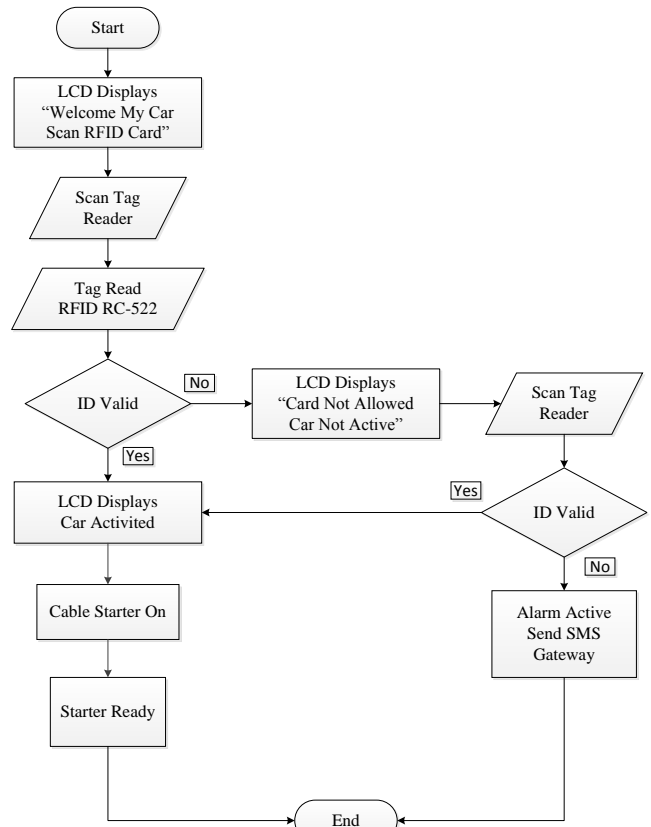 Start
LCD Displays
“Welcome My Car
Scan RFID Card”
Scan Tag
Reader
Tag Read
RFID RC-522
ID Valid
No
Yes
LCD Displays
“Card Not Allowed
Car Not Active”
Scan Tag
Reader
ID Valid
Yes
No
LCD Displays
Car Activited
Cable Starter On
Starter Ready
Alarm Active
Send SMS
Gateway
End